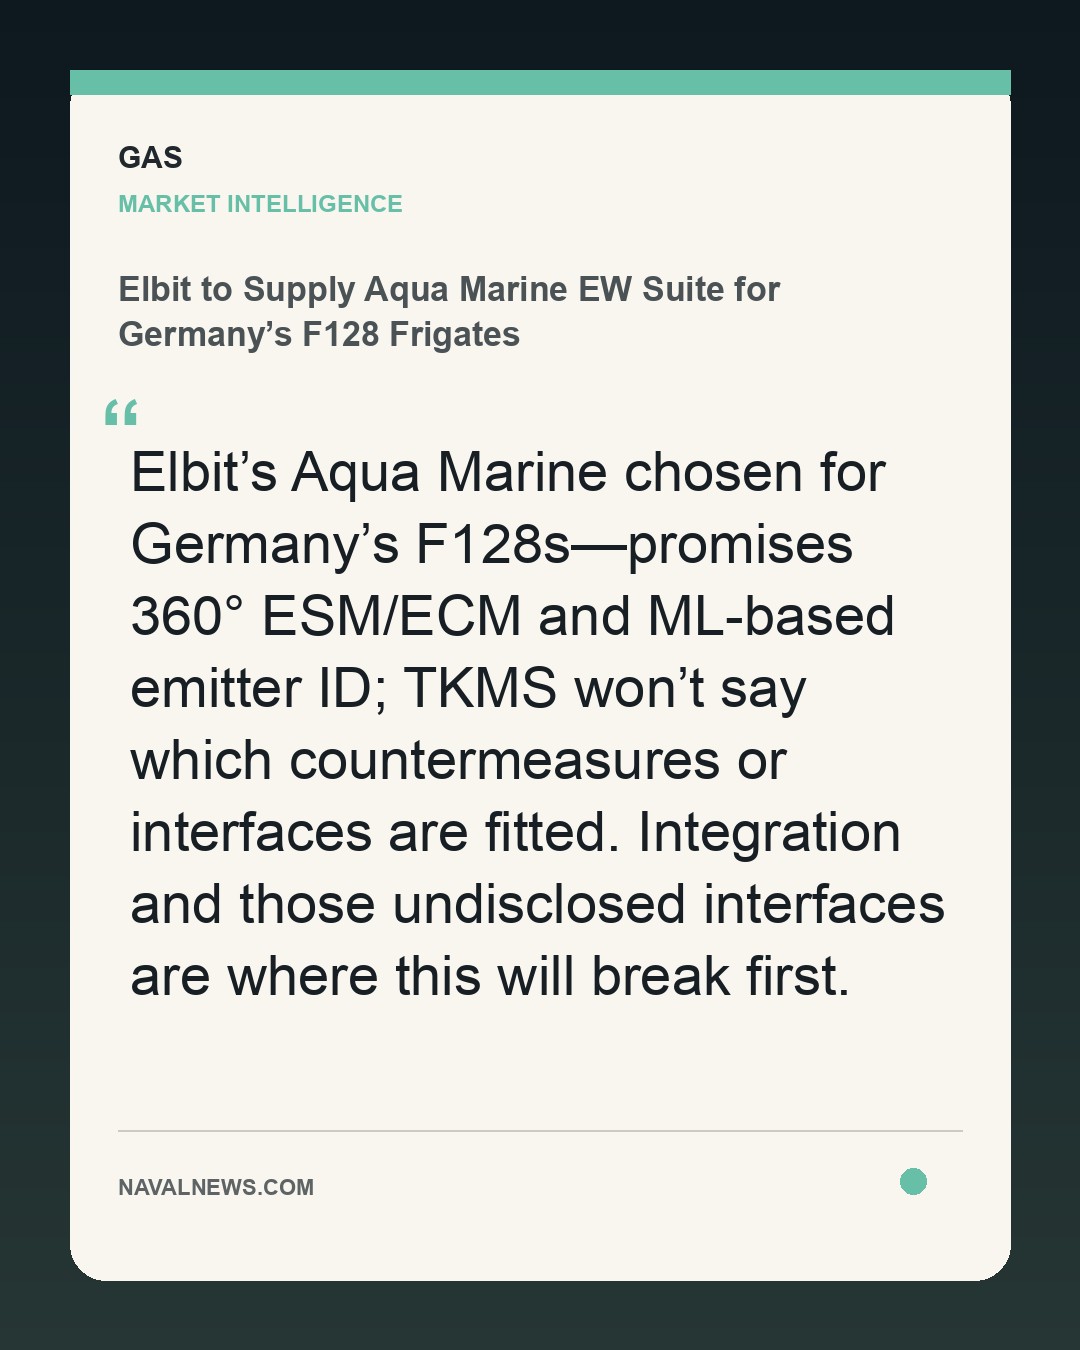 GAS
MARKET INTELLIGENCE
Elbit to Supply Aqua Marine EW Suite for
Germany’s F128 Frigates
“
Elbit’s Aqua Marine chosen for
Germany’s F128s—promises
360° ESM/ECM and ML-based
emitter ID; TKMS won’t say
which countermeasures or
interfaces are fitted. Integration
and those undisclosed interfaces
are where this will break first.
NAVALNEWS.COM